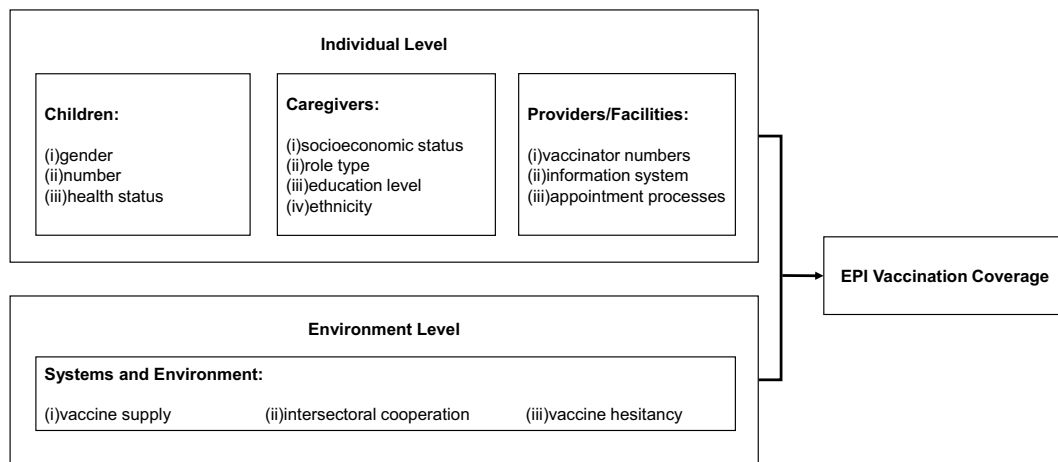 Individual Level
Children:
(i)gender
(ii)number
(iii)health status
Caregivers:
(i)socioeconomic status
(ii)role type
(iii)education level
(iv)ethnicity
Providers/Facilities:
(i)vaccinator numbers
(ii)information system
(iii)appointment processes
EPI Vaccination Coverage
Environment Level
Systems and Environment:
(i)vaccine supply (ii)intersectoral cooperation (iii)vaccine hesitancy